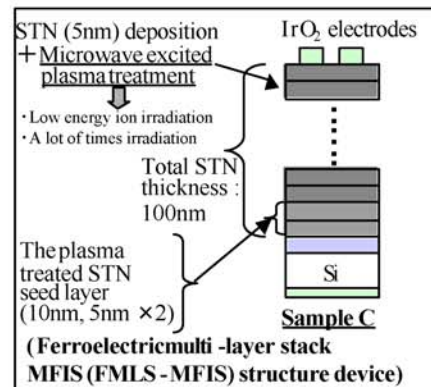 STN (5nm) deposition
+ Microwave excited
plasma treatment
・Low energy ion irradiation
・A lot of times irradiation
IrO2 electrodes
Total STN
thickness :
100nm
The plasma
treated STN
seed layer
(10nm, 5nm ×2)
Si
Sample C
(Ferroelectricmulti -layer stack
MFIS (FMLS - MFIS) structure device)